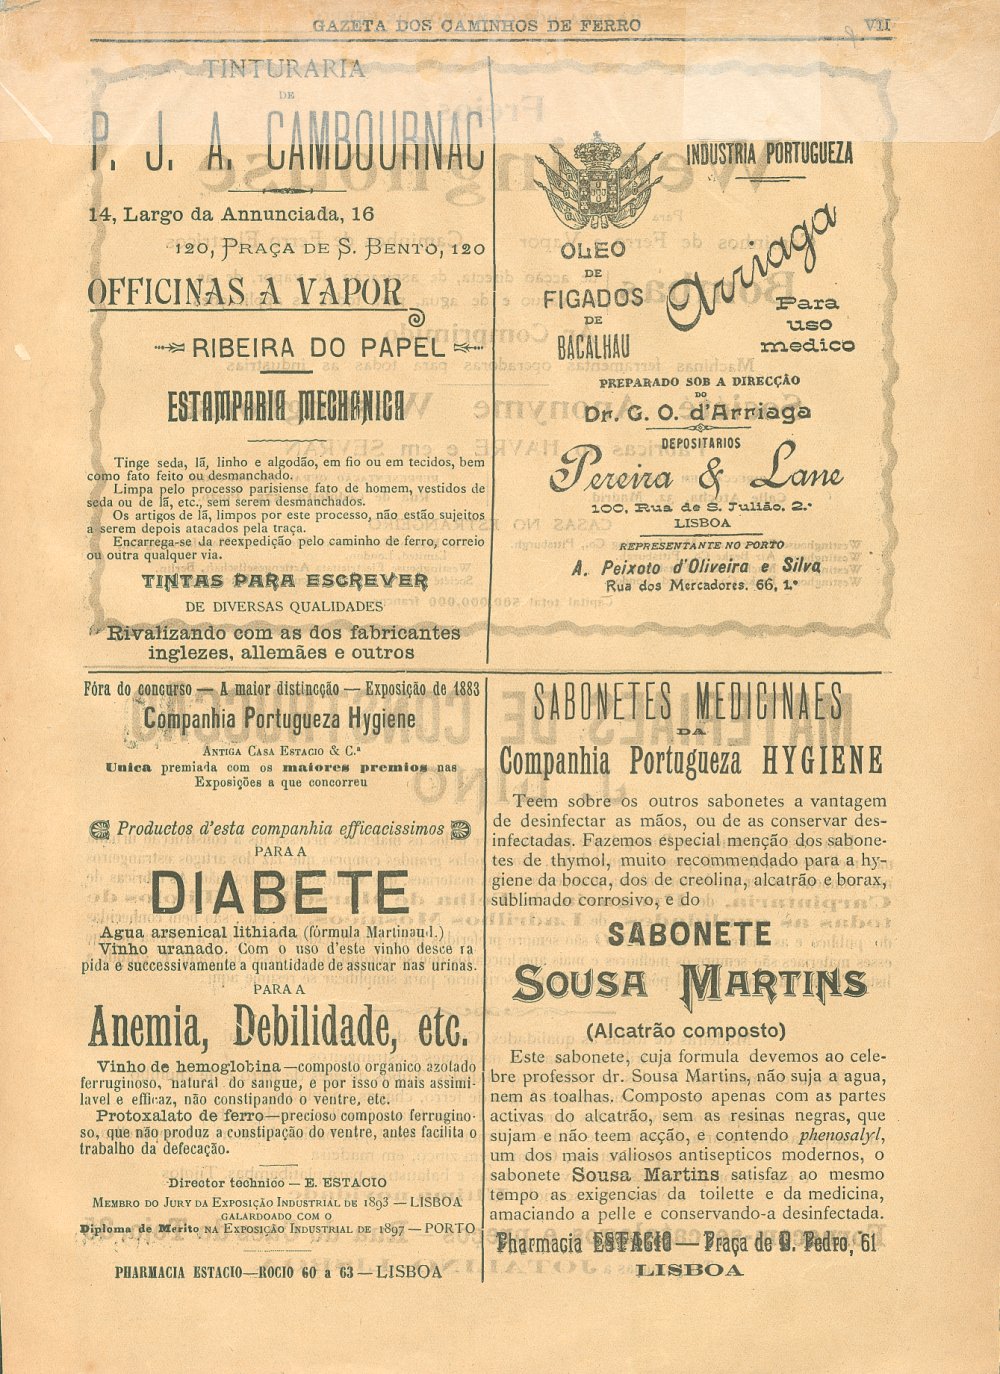 GAZETA DOS CAMINHOS DE FERRO
VII
TINTURARIA
DE
P. J. A. CAMBOURNAC
14, Largo da Annunciada, 16
120, PRAÇA DE S. BENTO, 120
OFFICINAS A VAPOR
RIBEIRA DO PAPEL
ESTAMPARIA MECHANICA
Tinge seda, lã, linho e algodão, em fio ou em tecidos, bem
como fato feito ou desmanchado.
Limpa pelo processo parisiense fato de homem, vestidos de
seda ou de lã, etc., sem serem desmanchados.
Os artigos de lã, limpos por este processo, não estão sujeitos
a serem depois atacados pela traça.
Encarrega-se da reexpedição pelo caminho de ferro, correio
ou outra qualquer via.
TINTAS PARA ESCREVER
DE DIVERSAS QUALIDADES
Rivalizando com as dos fabricantes
inglezes, allemães e outros
INDUSTRIA PORTUGUEZA
OLEO
DE
FIGADOS
DE
BACALHAU
Arriaga
Para
uso
medico
PREPARADO SOB A DIRECÇÃO
DO
Dr. G. O. d'Arriaga
DEPOSITARIOS
Pereira & Lane
100, Rua de S. Julião, 2.º
LISBOA
REPRESENTANTE NO PORTO
A. Peixoto d'Oliveira e Silva
Rua dos Mercadores, 66, 1.º
Fóra do concurso — A maior distincção — Exposição de 1883
Companhia Portugueza Hygiene
ANTIGA CASA ESTACIO & C.ª
Unica premiada com os maiores premios nas
Exposições a que concorreu
Productos d'esta companhia efficacissimos
PARA A
DIABETE
Agua arsenical lithiada (fórmula Martinaud.)
Vinho uranado. Com o uso d'este vinho desce ra
pida e successivamente a quantidade de assucar nas urinas.
PARA A
Anemia, Debilidade, etc.
Vinho de hemoglobina—composto organico azotado
ferruginoso, natural do sangue, e por isso o mais assimi-
lavel e efficaz, não constipando o ventre, etc.
Protoxalato de ferro—precioso composto ferrugino-
so, que não produz a constipação do ventre, antes facilita o
trabalho da defecação.
Director technico — E. ESTACIO
MEMBRO DO JURY DA EXPOSIÇÃO INDUSTRIAL DE 1893 — LISBOA
GALARDOADO COM O
Diploma de Merito NA EXPOSIÇÃO INDUSTRIAL DE 1897 — PORTO
PHARMACIA ESTACIO—ROCIO 60 a 63—LISBOA
SABONETES MEDICINAES
DA
Companhia Portugueza HYGIENE
Teem sobre os outros sabonetes a vantagem
de desinfectar as mãos, ou de as conservar des-
infectadas. Fazemos especial menção dos sabone-
tes de thymol, muito recommendado para a hy-
giene da bocca, dos de creolina, alcatrão e borax,
sublimado corrosivo, e do
SABONETE
SOUSA MARTINS
(Alcatrão composto)
Este sabonete, cuja formula devemos ao cele-
bre professor dr. Sousa Martins, não suja a agua,
nem as toalhas. Composto apenas com as partes
activas do alcatrão, sem as resinas negras, que
sujam e não teem acção, e contendo phenosalyl,
um dos mais valiosos antisepticos modernos, o
sabonete Sousa Martins satisfaz ao mesmo
tempo as exigencias da toilette e da medicina,
amaciando a pelle e conservando-a desinfectada.
Pharmacia ESTACIO — Praça de D. Pedro, 61
LISBOA